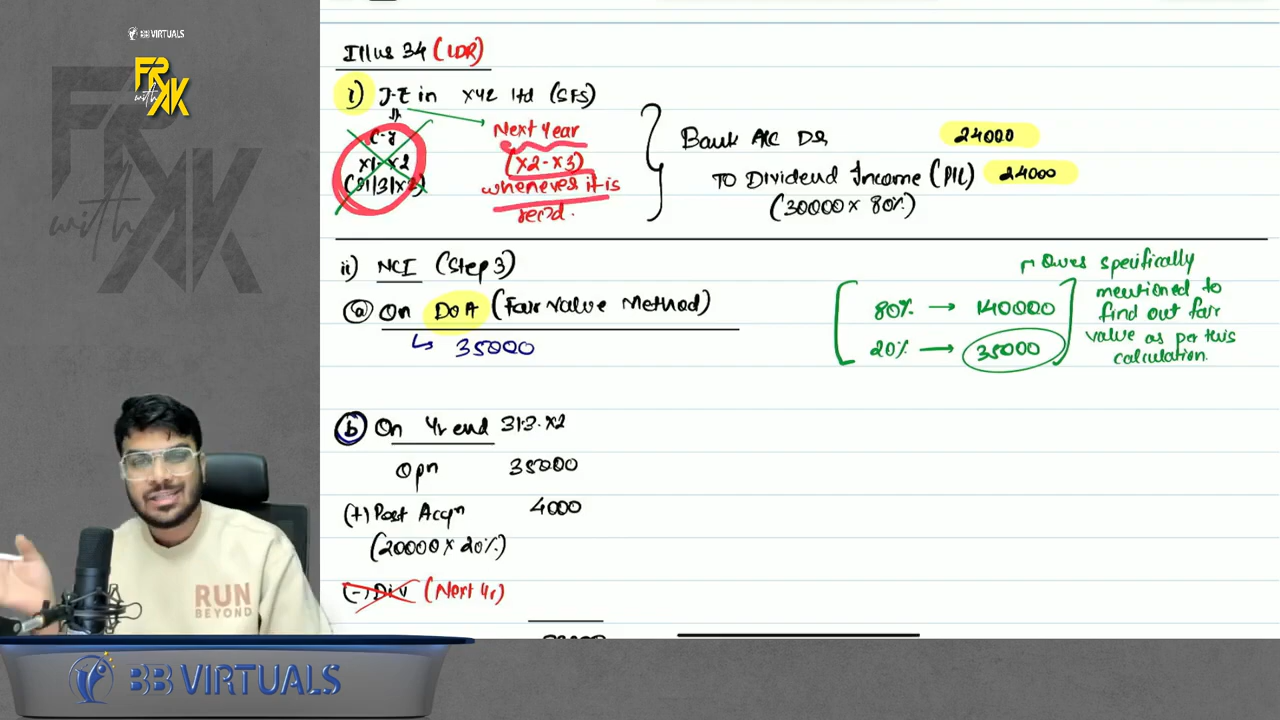 BB VIRTUALS
FR
with AK
Illus 34 (LDR)
i) J.E in XYZ ltd (SFS)
C.Y
X1-X2
(31/3/X2)
Next Year
(X2-X3)
whenever it is
recd.
Bank A/C Dr 24000
TO Dividend Income (P/L) 24000
(30000 x 80%)
ii) NCI (Step 3)
(a) On DOA (Fair Value Method)
↳ 35000
80% → 140000
20% → 35000
Ques specifically
mentioned to
find out fair
value as per this
calculation.
(b) On Yr end 31.3.X2
Opn 35000
(+) Post Acqn 4000
(20000 x 20%)
(-) Div (Next Yr)
RUN
BEYOND
BB VIRTUALS